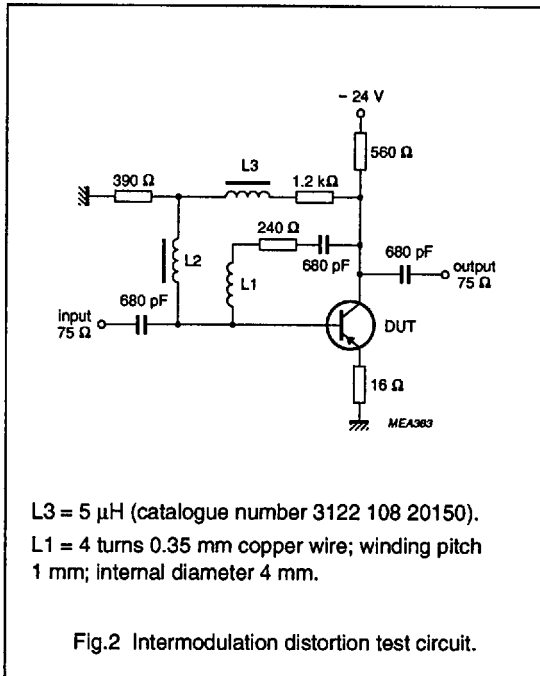 – 24 V
560 Ω
L3
390 Ω
1.2 kΩ
240 Ω
680 pF
L2
L1
680 pF
output
75 Ω
680 pF
input
75 Ω
DUT
16 Ω
MEA383
L3 = 5 µH (catalogue number 3122 108 20150).
L1 = 4 turns 0.35 mm copper wire; winding pitch
1 mm; internal diameter 4 mm.
Fig.2 Intermodulation distortion test circuit.